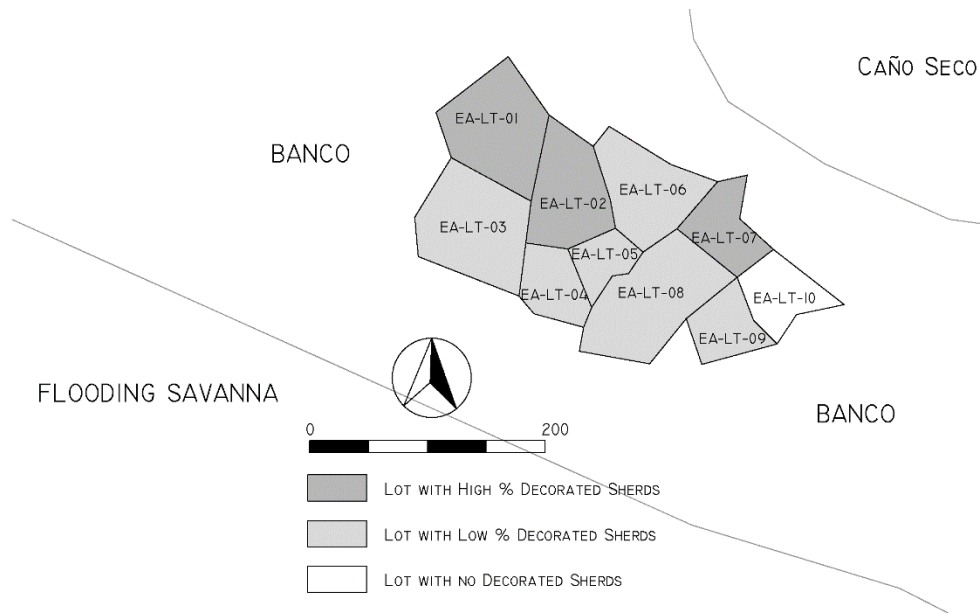 CAÑO SECO
EA-LT-01
BANCO
EA-LT-06
EA-LT-02
EA-LT-03
EA-LT-07
EA-LT-05
EA-LT-04
EA-LT-08
EA-LT-10
EA-LT-09
FLOODING SAVANNA
BANCO
0 200
LOT WITH HIGH % DECORATED SHERDS
LOT WITH LOW % DECORATED SHERDS
LOT WITH NO DECORATED SHERDS